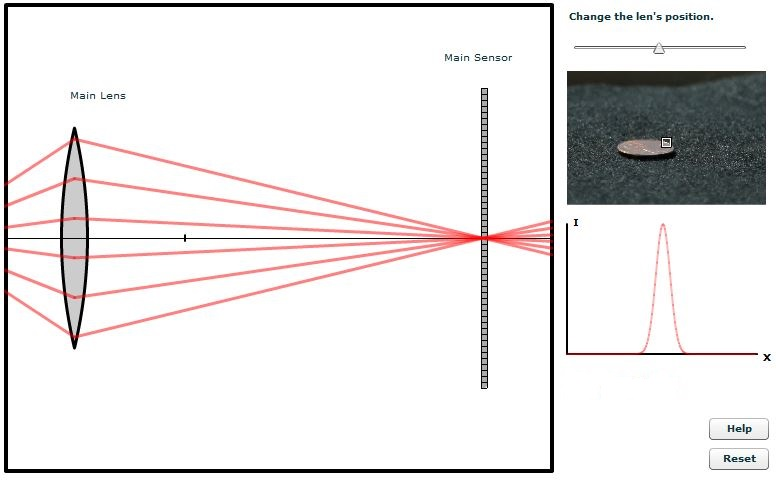 Change the len's position.
Main Sensor
Main Lens
I
X
Help
Reset